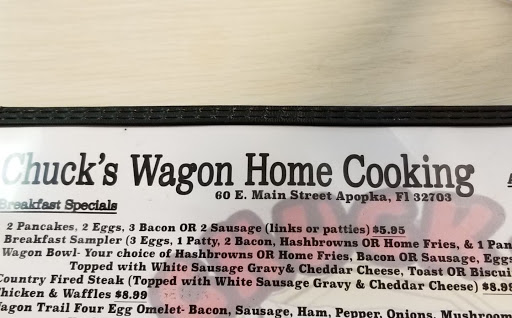 Chuck's Wagon Home Cooking
60 E. Main Street Apopka, Fl 32703
Breakfast Specials
2 Pancakes, 2 Eggs, 3 Bacon OR 2 Sausage (links or patties) $5.95
Breakfast Sampler (3 Eggs, 1 Patty, 2 Bacon, Hashbrowns OR Home Fries, & 1 Pan
Wagon Bowl- Your choice of Hashbrowns OR Home Fries, Bacon OR Sausage, Eggs
Topped with White Sausage Gravy& Cheddar Cheese, Toast OR Biscui
Country Fired Steak (Topped with White Sausage Gravy & Cheddar Cheese) $8.99
Chicken & Waffles $8.99
Wagon Trail Four Egg Omelet- Bacon, Sausage, Ham, Pepper, Onions, Mushroom